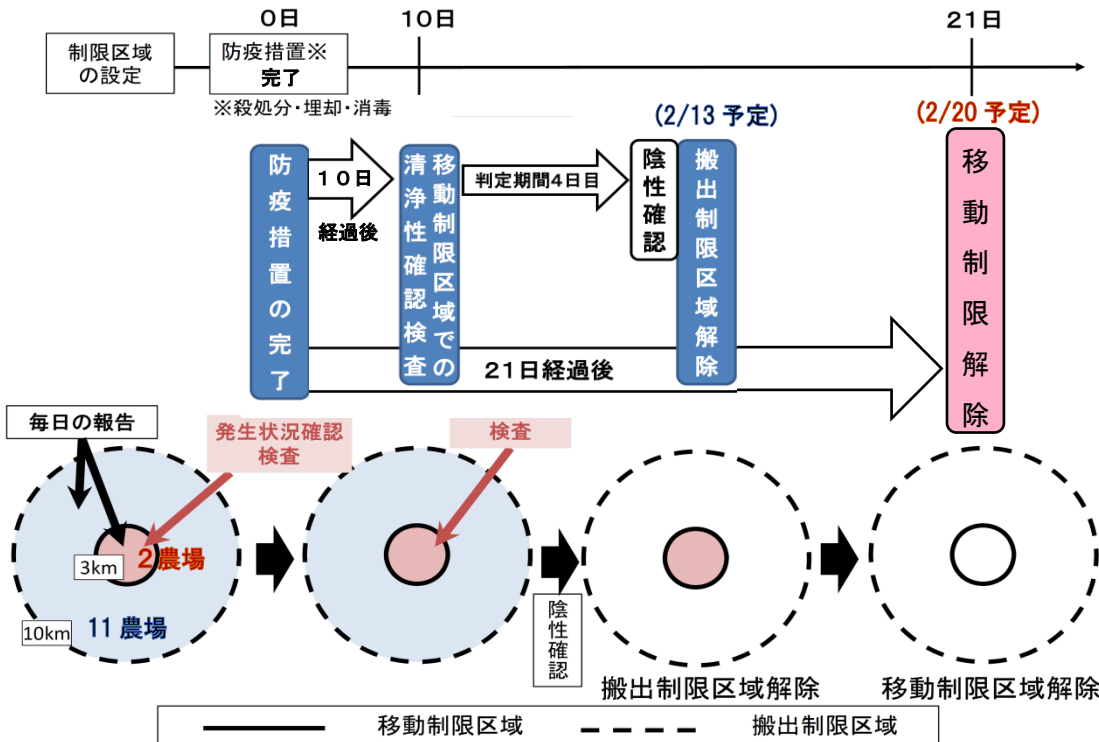 0日
10日
21日
制限区域
の設定
防疫措置※
完了
※殺処分・埋却・消毒
(2/13 予定)
(2/20 予定)
防疫措置の完了
10日
経過後
移動制限区域での
清浄性確認検査
判定期間4日目
陰性確認
搬出制限区域解除
移動制限解除
21日経過後
毎日の報告
発生状況確認
検査
検査
3km
2農場
11農場
10km
陰性確認
搬出制限区域解除
移動制限区域解除
移動制限区域
搬出制限区域